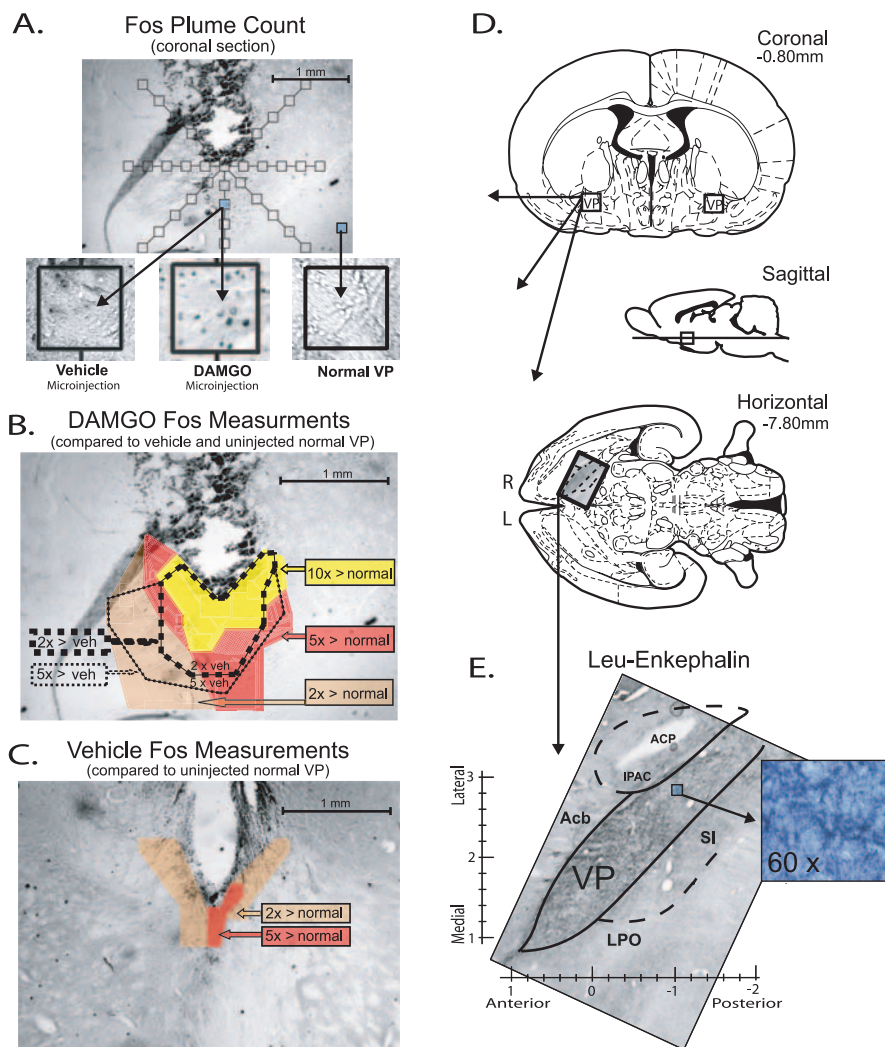 A.
Fos Plume Count
(coronal section)
1 mm
Vehicle
Microinjection
DAMGO
Microinjection
Normal VP
B.
DAMGO Fos Measurments
(compared to vehicle and uninjected normal VP)
1 mm
10x > normal
5x > normal
2x > veh
5x > veh
2 x veh
5 x veh
2x > normal
C.
Vehicle Fos Measurements
(compared to uninjected normal VP)
1 mm
2x > normal
5x > normal
D.
Coronal
-0.80mm
VP
VP
Sagittal
Horizontal
-7.80mm
R
L
E.
Leu-Enkephalin
ACP
IPAC
Acb
SI
VP
LPO
60 x
Lateral
Medial
3
2
1
1
0
-1
-2
Anterior
Posterior